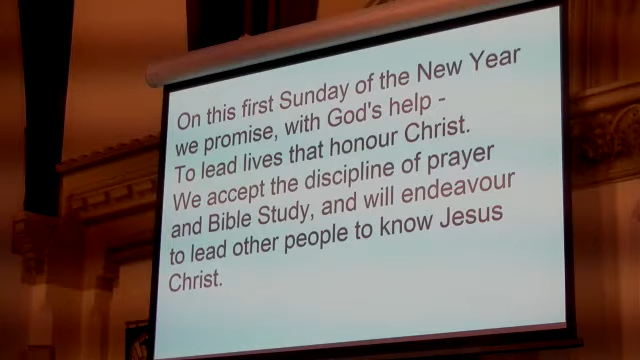 On this first Sunday of the New Year
we promise, with God's help -
To lead lives that honour Christ.
We accept the discipline of prayer
and Bible Study, and will endeavour
to lead other people to know Jesus
Christ.